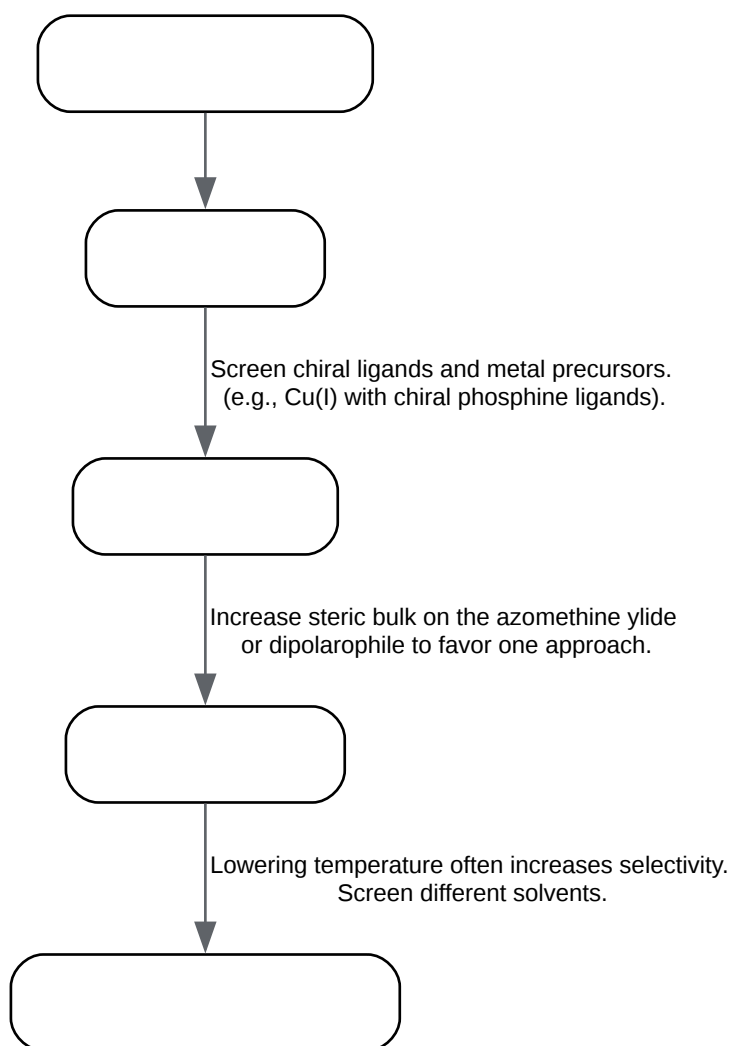 Screen chiral ligands and metal precursors.
(e.g., Cu(I) with chiral phosphine ligands).
Increase steric bulk on the azomethine ylide
or dipolarophile to favor one approach.
Lowering temperature often increases selectivity.
Screen different solvents.